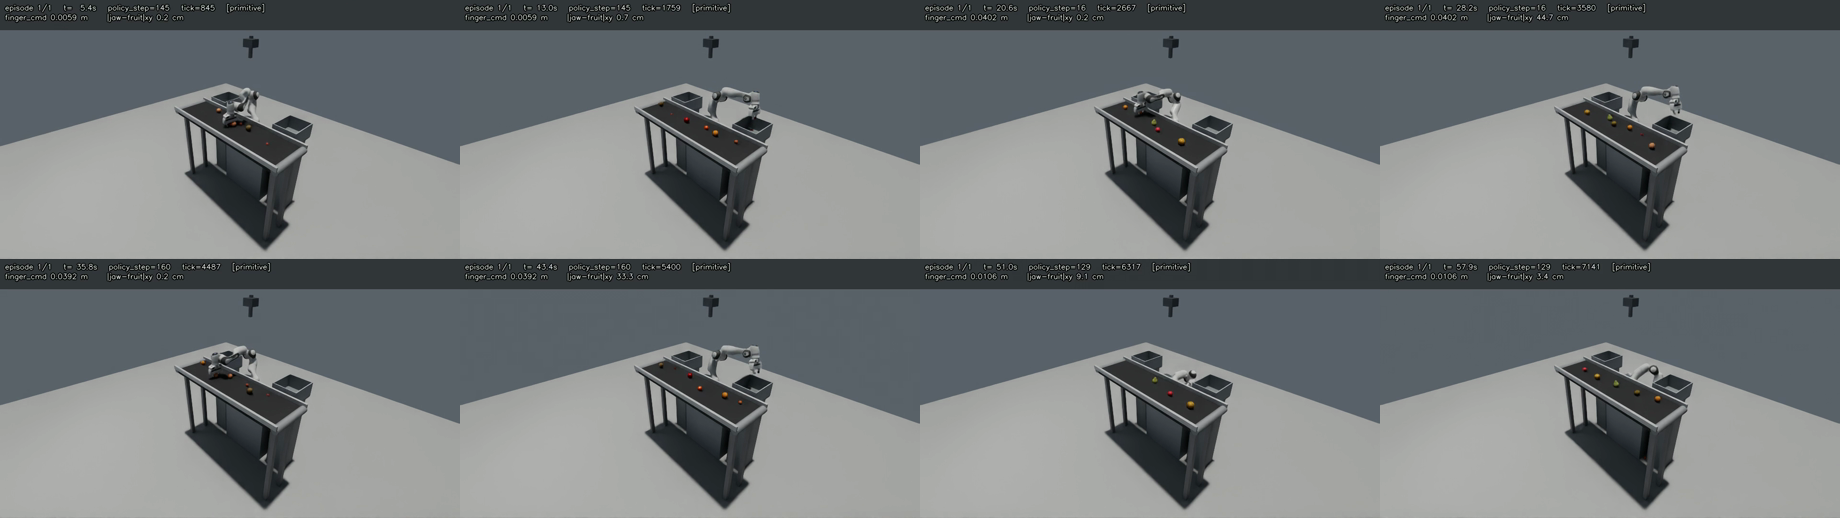 episode 1/1 t= 5.4s policy_step=145 tick=845 [primitive]
finger_cmd 0.0059 m |jaw-fruit|xy 0.2 cm
episode 1/1 t= 13.0s policy_step=145 tick=1759 [primitive]
finger_cmd 0.0059 m |jaw-fruit|xy 0.7 cm
episode 1/1 t= 20.6s policy_step=16 tick=2667 [primitive]
finger_cmd 0.0402 m |jaw-fruit|xy 0.2 cm
episode 1/1 t= 28.2s policy_step=16 tick=3580 [primitive]
finger_cmd 0.0402 m |jaw-fruit|xy 44.7 cm
episode 1/1 t= 35.8s policy_step=160 tick=4487 [primitive]
finger_cmd 0.0392 m |jaw-fruit|xy 0.2 cm
episode 1/1 t= 43.4s policy_step=160 tick=5400 [primitive]
finger_cmd 0.0392 m |jaw-fruit|xy 33.3 cm
episode 1/1 t= 51.0s policy_step=129 tick=6317 [primitive]
finger_cmd 0.0106 m |jaw-fruit|xy 9.1 cm
episode 1/1 t= 57.9s policy_step=129 tick=7141 [primitive]
finger_cmd 0.0106 m |jaw-fruit|xy 3.4 cm